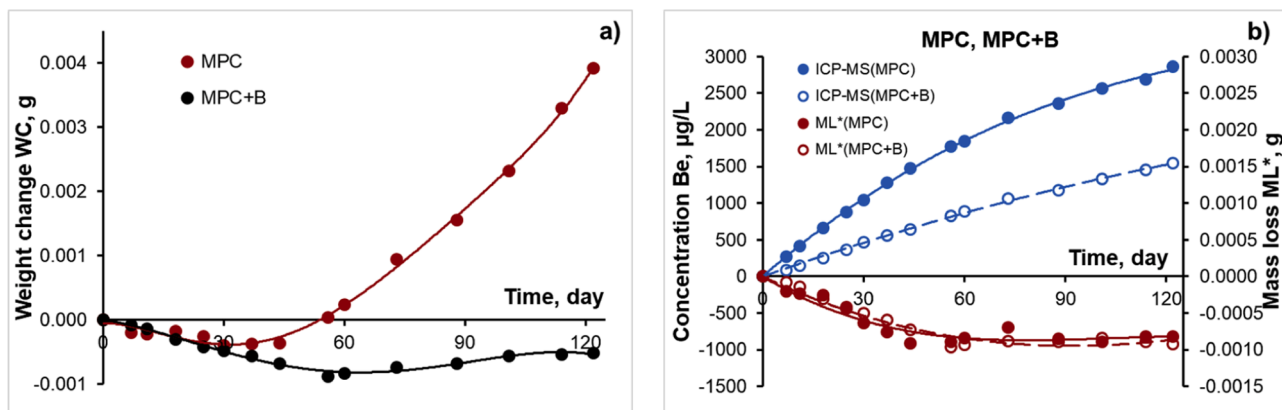 a)
MPC
MPC+B
Weight change WC, g
0.004
0.003
0.002
0.001
0.000
-0.001
Time, day
0
30
60
90
120
b)
MPC, MPC+B
ICP-MS(MPC)
ICP-MS(MPC+B)
ML*(MPC)
ML*(MPC+B)
Concentration Be, µg/L
3000
2500
2000
1500
1000
500
0
-500
-1000
-1500
Time, day
0
30
60
90
120
0.0030
0.0025
0.0020
0.0015
0.0010
0.0005
0.0000
-0.0005
-0.0010
-0.0015
Mass loss ML*, g